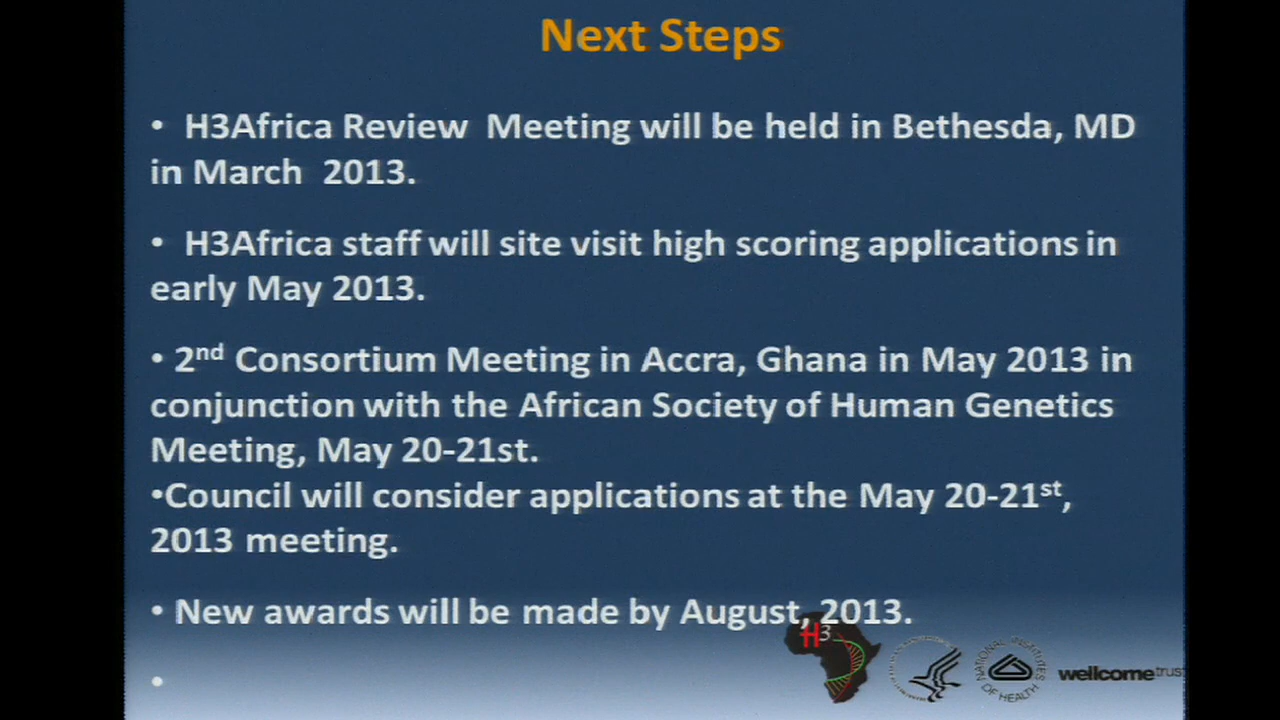 Next Steps
• H3Africa Review Meeting will be held in Bethesda, MD
in March 2013.
• H3Africa staff will site visit high scoring applications in
early May 2013.
• 2nd Consortium Meeting in Accra, Ghana in May 2013 in
conjunction with the African Society of Human Genetics
Meeting, May 20-21st.
•Council will consider applications at the May 20-21st,
2013 meeting.
• New awards will be made by August, 2013.
•
H3
NATIONAL INSTITUTES OF HEALTH
wellcometrust